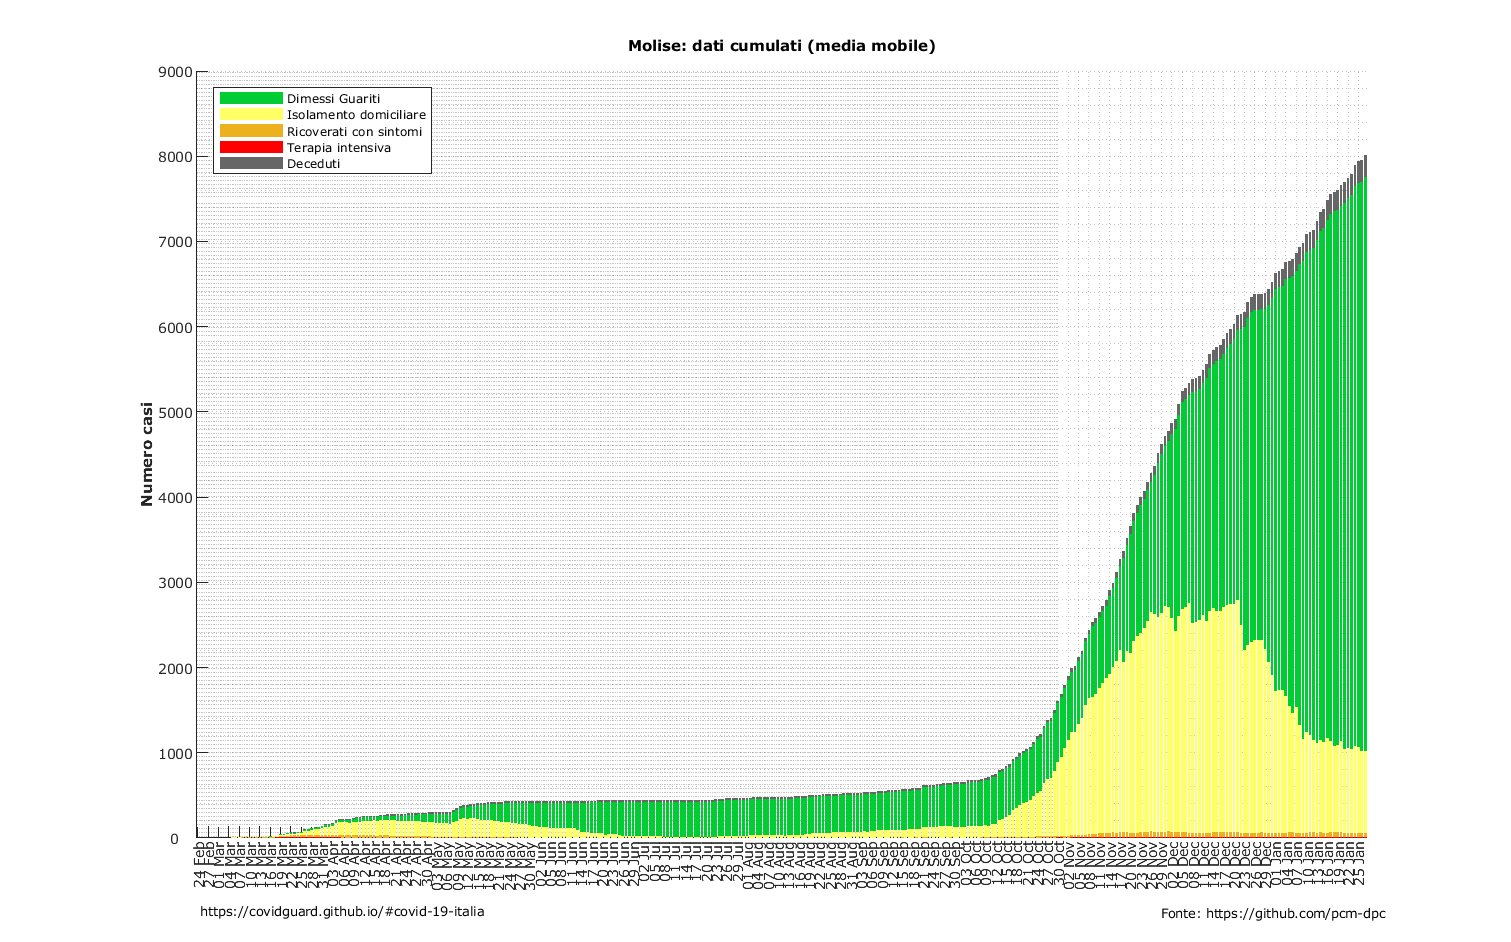 Molise: dati cumulati (media mobile)
Dimessi Guariti
Isolamento domiciliare
Ricoverati con sintomi
Terapia intensiva
Deceduti
Numero casi
9000
8000
7000
6000
5000
4000
3000
2000
1000
0
24 Feb
27 Feb
01 Mar
04 Mar
07 Mar
10 Mar
13 Mar
16 Mar
19 Mar
22 Mar
25 Mar
28 Mar
31 Mar
03 Apr
06 Apr
09 Apr
12 Apr
15 Apr
18 Apr
21 Apr
24 Apr
27 Apr
30 Apr
03 May
06 May
09 May
12 May
15 May
18 May
21 May
24 May
27 May
30 May
02 Jun
05 Jun
08 Jun
11 Jun
14 Jun
17 Jun
20 Jun
23 Jun
26 Jun
29 Jun
02 Jul
05 Jul
08 Jul
11 Jul
14 Jul
17 Jul
20 Jul
23 Jul
26 Jul
29 Jul
01 Aug
04 Aug
07 Aug
10 Aug
13 Aug
16 Aug
19 Aug
22 Aug
25 Aug
28 Aug
31 Aug
03 Sep
06 Sep
09 Sep
12 Sep
15 Sep
18 Sep
21 Sep
24 Sep
27 Sep
30 Sep
03 Oct
06 Oct
09 Oct
12 Oct
15 Oct
18 Oct
21 Oct
24 Oct
27 Oct
30 Oct
02 Nov
05 Nov
08 Nov
11 Nov
14 Nov
17 Nov
20 Nov
23 Nov
26 Nov
29 Nov
02 Dec
05 Dec
08 Dec
11 Dec
14 Dec
17 Dec
20 Dec
23 Dec
26 Dec
29 Dec
01 Jan
04 Jan
07 Jan
10 Jan
13 Jan
16 Jan
19 Jan
22 Jan
25 Jan
https://covidguard.github.io/#covid-19-italia
Fonte: https://github.com/pcm-dpc